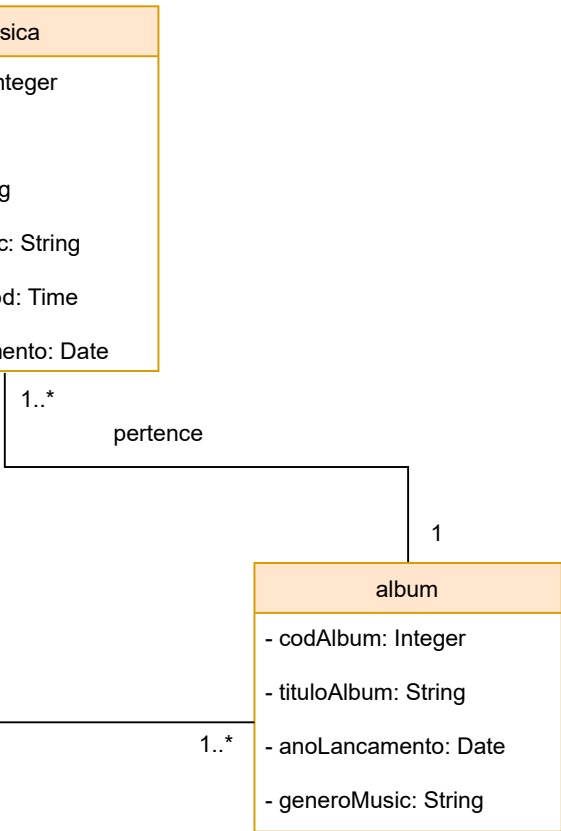 sica
nteger
g
c: String
od: Time
ento: Date
1..*
pertence
1
album
- codAlbum: Integer
- tituloAlbum: String
1..*
- anoLancamento: Date
- generoMusic: String